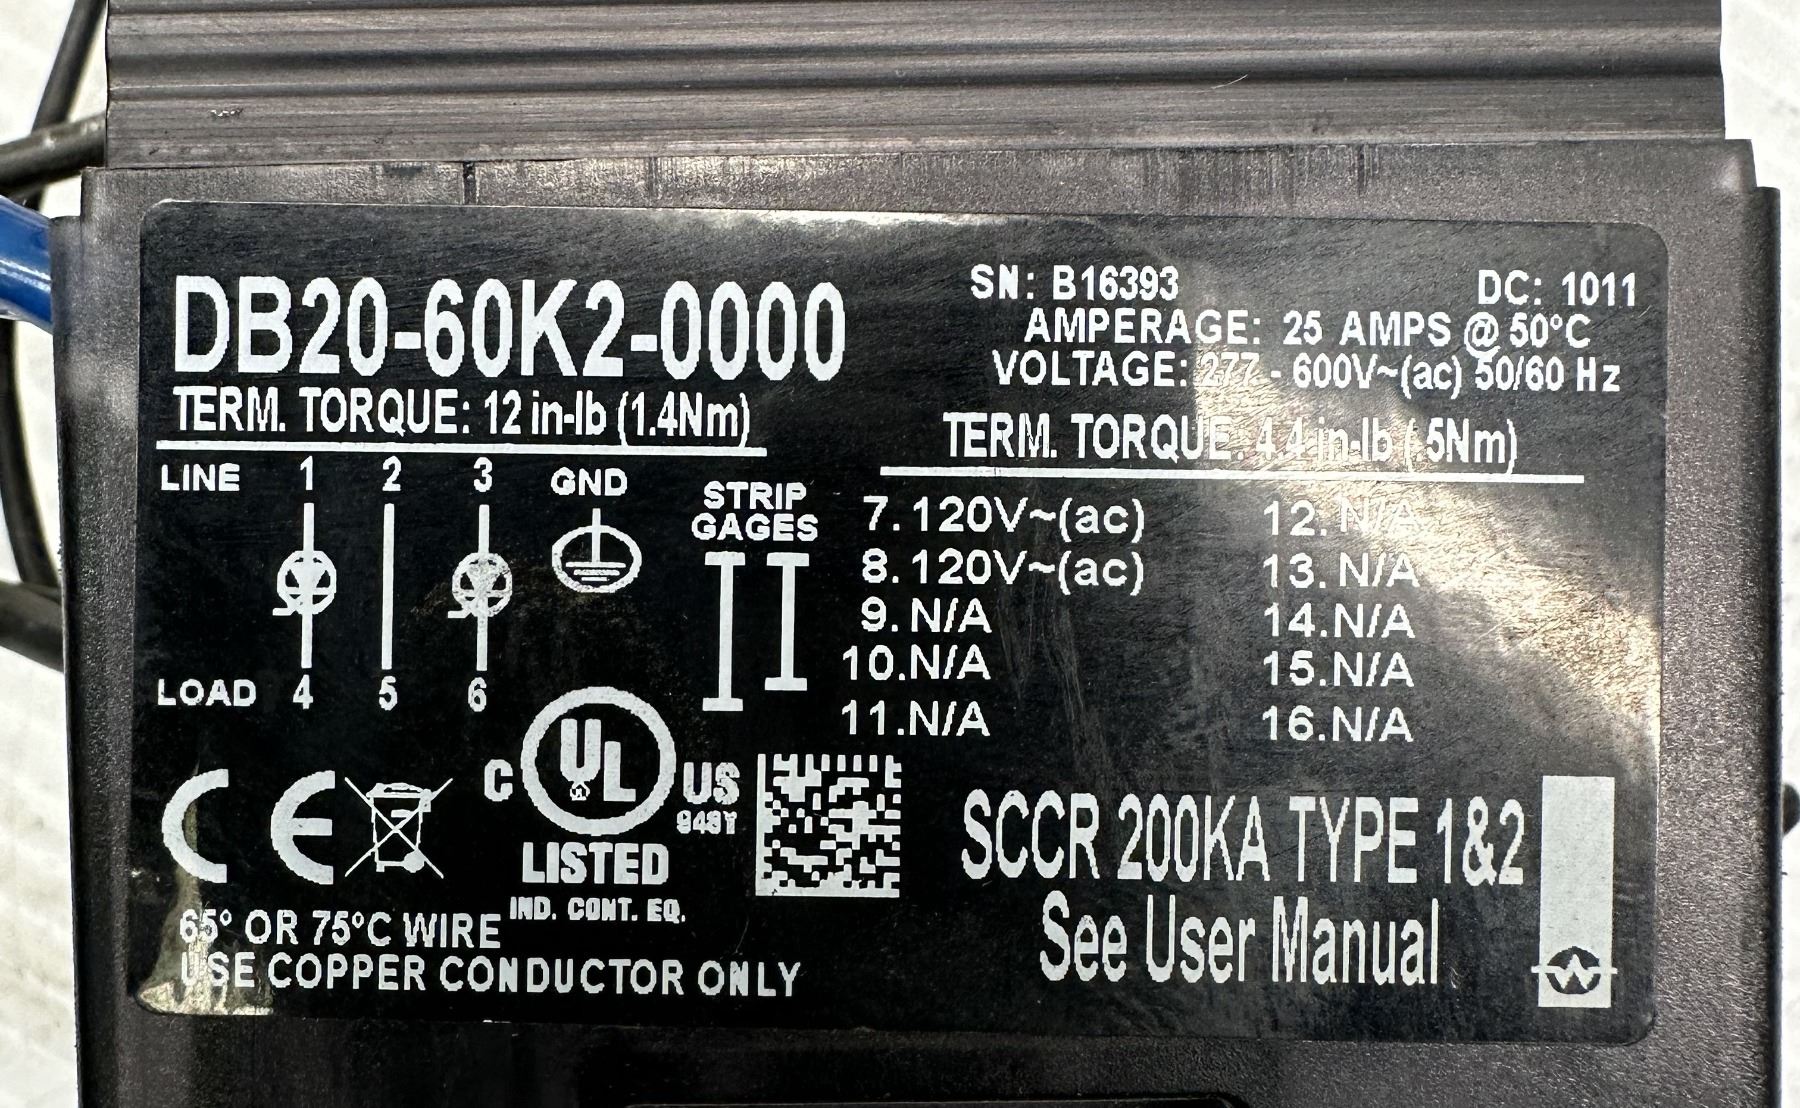 DB20-60K2-0000
TERM. TORQUE: 12 in-lb (1.4Nm)
SN: B16393 DC: 1011
AMPERAGE: 25 AMPS @ 50°C
VOLTAGE: 277 - 600V~(ac) 50/60 Hz
TERM. TORQUE: 4.4 in-lb (.5Nm)
LINE 1 2 3 GND
LOAD 4 5 6
STRIP
GAGES
7. 120V~(ac)
8. 120V~(ac)
9. N/A
10. N/A
11. N/A
12. N/A
13. N/A
14. N/A
15. N/A
16. N/A
CE
C UL US
949Y
LISTED
IND. CONT. EQ.
65° OR 75°C WIRE
USE COPPER CONDUCTOR ONLY
SCCR 200KA TYPE 1&2
See User Manual
W